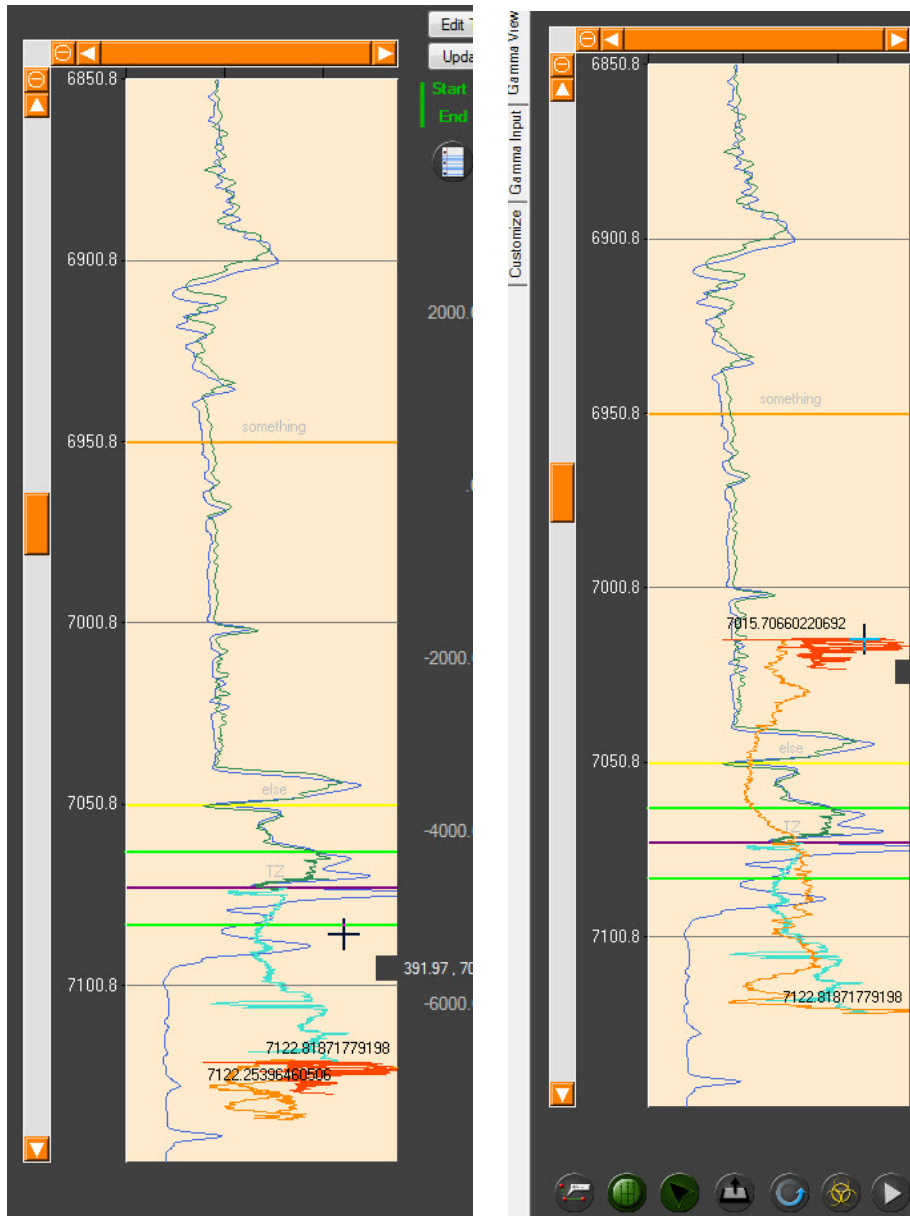 Edit
Upda
Start
End
6850.8
6900.8
2000.
something
6950.8
.
7000.8
-2000.
else
7050.8
-4000.
TZ
391.97 , 70
7100.8
-6000.
7122.81871779198
7122.25396460506
Gamma View
Gamma Input
Customize
6850.8
6900.8
something
6950.8
7000.8
7015.70660220692
else
7050.8
TZ
7100.8
7122.81871779198